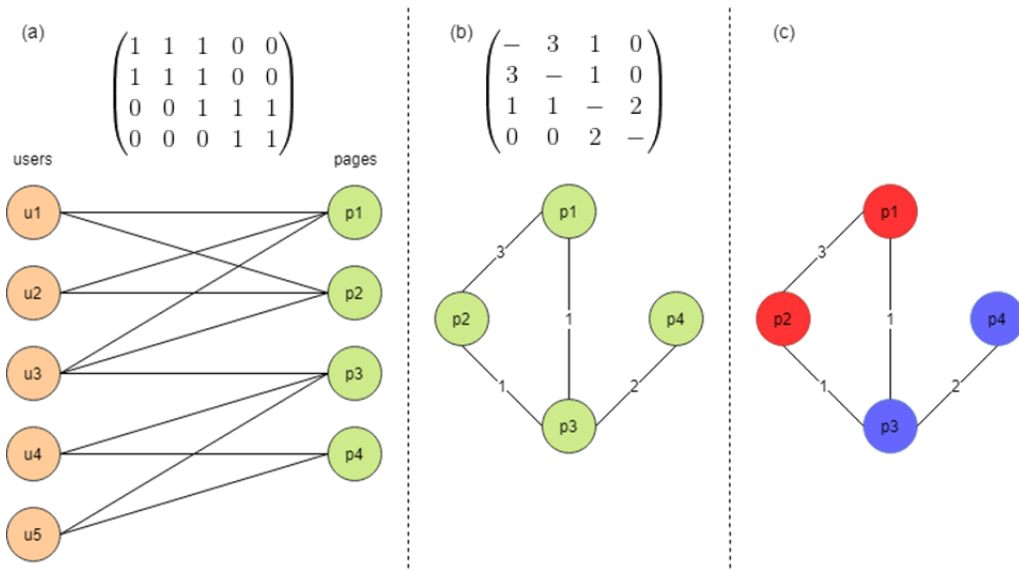 (a)
1 1 1 0 0
1 1 1 0 0
0 0 1 1 1
0 0 0 1 1
users
pages
u1
p1
u2
p2
u3
p3
u4
p4
u5
(b)
− 3 1 0
3 − 1 0
1 1 − 2
0 0 2 −
p1
3
p2
1
p4
1
2
p3
(c)
p1
3
p2
1
p4
1
2
p3